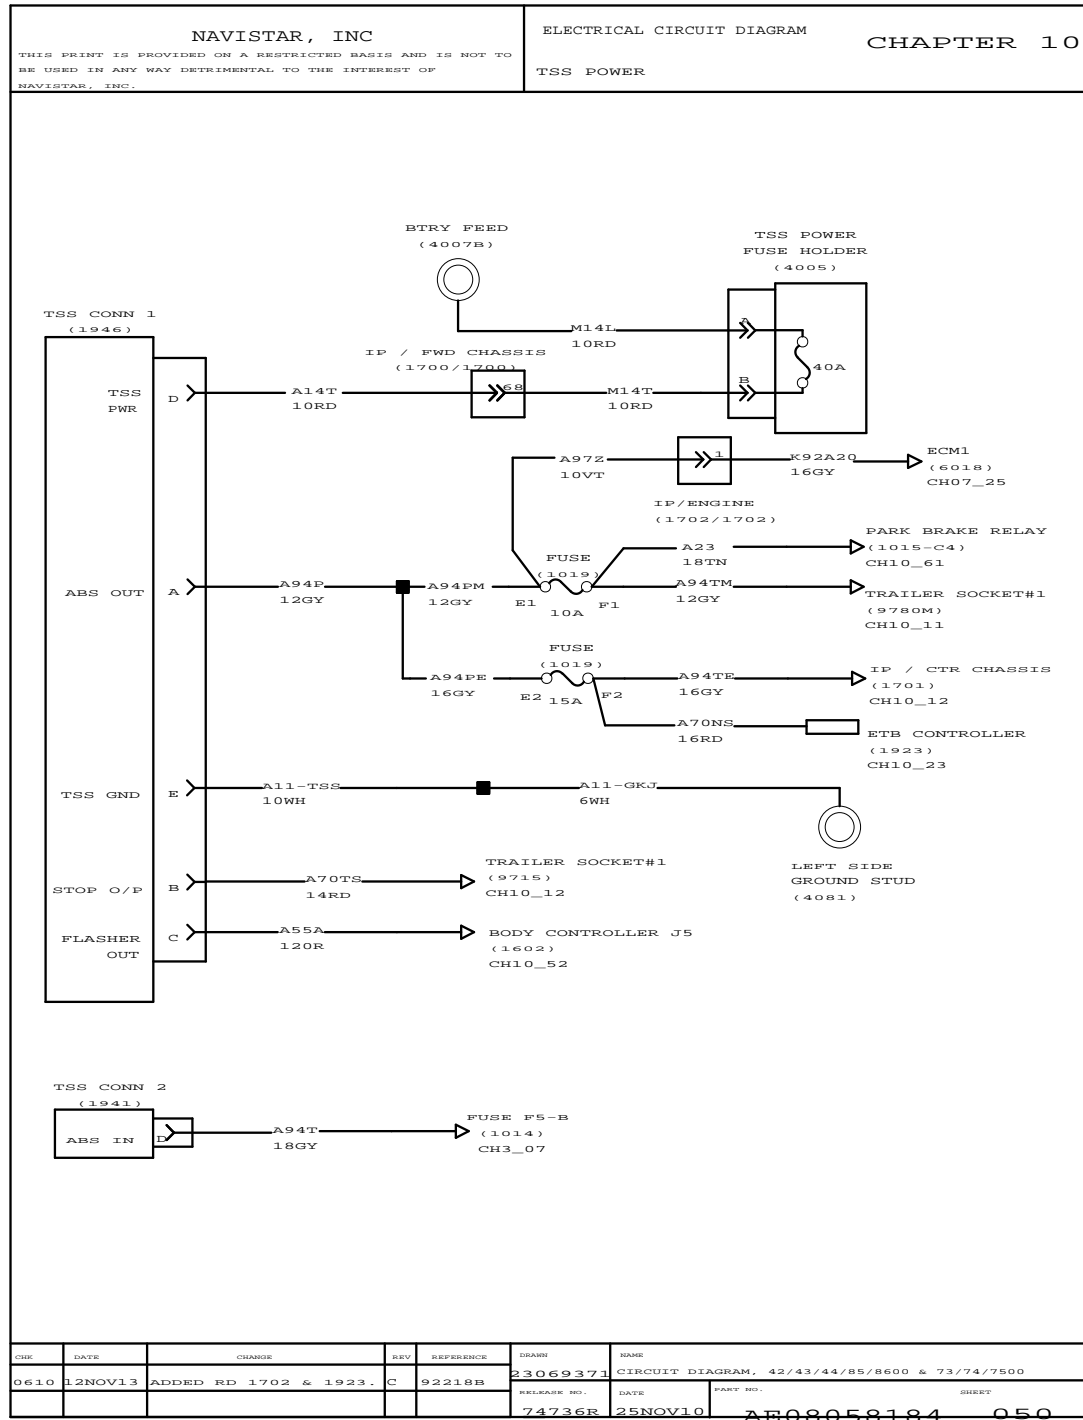 NAVISTAR, INC
THIS PRINT IS PROVIDED ON A RESTRICTED BASIS AND IS NOT TO
BE USED IN ANY WAY DETRIMENTAL TO THE INTEREST OF
NAVISTAR, INC.
ELECTRICAL CIRCUIT DIAGRAM
TSS POWER
CHAPTER 10
BTRY FEED
(4007B)
TSS POWER
FUSE HOLDER
(4005)
TSS CONN 1
(1946)
M14L
10RD
A
40A
IP / FWD CHASSIS
(1700/1700)
TSS
PWR
D
A14T
10RD
68
M14T
10RD
B
A97Z
10VT
1
K92A20
16GY
ECM1
(6018)
CH07_25
IP/ENGINE
(1702/1702)
A23
18TN
PARK BRAKE RELAY
(1015-C4)
CH10_61
FUSE
(1019)
ABS OUT
A
A94P
12GY
A94PM
12GY
E1
10A
F1
A94TM
12GY
TRAILER SOCKET#1
(9780M)
CH10_11
FUSE
(1019)
A94PE
16GY
E2
15A
F2
A94TE
16GY
IP / CTR CHASSIS
(1701)
CH10_12
A70NS
16RD
ETB CONTROLLER
(1923)
CH10_23
TSS GND
E
A11-TSS
10WH
A11-GKJ
6WH
LEFT SIDE
GROUND STUD
(4081)
STOP O/P
B
A70TS
14RD
TRAILER SOCKET#1
(9715)
CH10_12
FLASHER
OUT
C
A55A
12OR
BODY CONTROLLER J5
(1602)
CH10_52
TSS CONN 2
(1941)
ABS IN
D
A94T
18GY
FUSE F5-B
(1014)
CH3_07
CHK DATE CHANGE REV REFERENCE
0610 12NOV13 ADDED RD 1702 & 1923. C 92218B
DRAWN
23069371
NAME
CIRCUIT DIAGRAM, 42/43/44/85/8600 & 73/74/7500
RELEASE NO.
74736R
DATE
25NOV10
PART NO.
AE08058184
SHEET
050